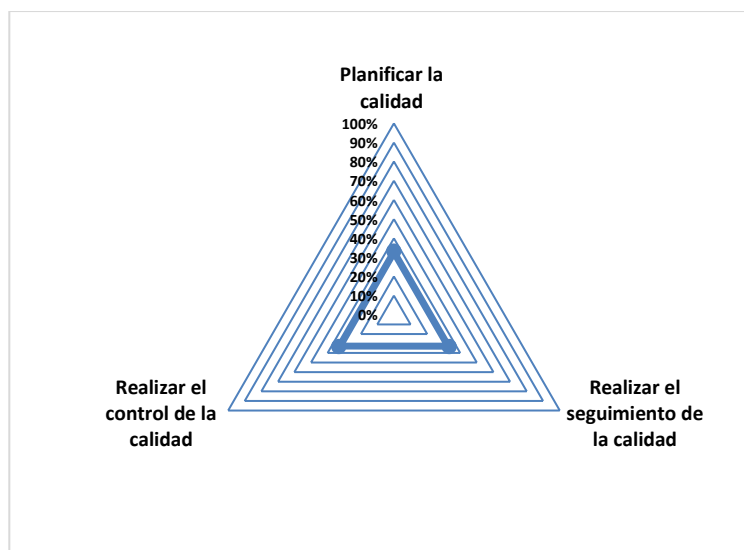 Planificar la
calidad
100%
90%
80%
70%
60%
50%
40%
30%
20%
10%
0%
Realizar el
control de la
calidad
Realizar el
seguimiento de
la calidad